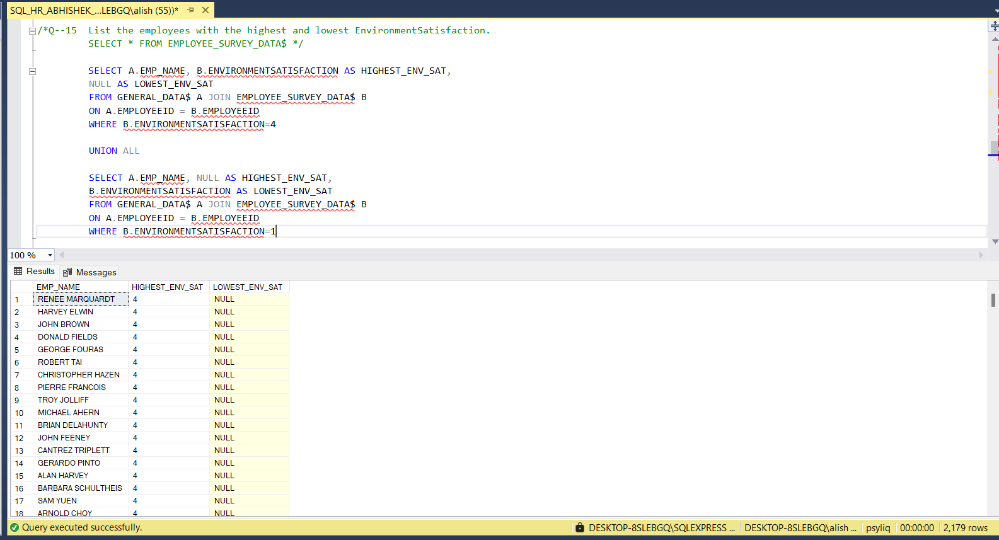 SQL_HR_ABHISHEK_...LEBGQ\alish (55))*
/*Q--15  List the employees with the highest and lowest EnvironmentSatisfaction.
SELECT * FROM EMPLOYEE_SURVEY_DATA$ */
SELECT A.EMP_NAME, B.ENVIRONMENTSATISFACTION AS HIGHEST_ENV_SAT,
NULL AS LOWEST_ENV_SAT
FROM GENERAL_DATA$ A JOIN EMPLOYEE_SURVEY_DATA$ B
ON A.EMPLOYEEID = B.EMPLOYEEID
WHERE B.ENVIRONMENTSATISFACTION=4
UNION ALL
SELECT A.EMP_NAME, NULL AS HIGHEST_ENV_SAT,
B.ENVIRONMENTSATISFACTION AS LOWEST_ENV_SAT
FROM GENERAL_DATA$ A JOIN EMPLOYEE_SURVEY_DATA$ B
ON A.EMPLOYEEID = B.EMPLOYEEID
WHERE B.ENVIRONMENTSATISFACTION=1
100 %
Results Messages
EMP_NAME HIGHEST_ENV_SAT LOWEST_ENV_SAT
1 RENEE MARQUARDT 4 NULL
2 HARVEY ELWIN 4 NULL
3 JOHN BROWN 4 NULL
4 DONALD FIELDS 4 NULL
5 GEORGE FOURAS 4 NULL
6 ROBERT TAI 4 NULL
7 CHRISTOPHER HAZEN 4 NULL
8 PIERRE FRANCOIS 4 NULL
9 TROY JOLLIFF 4 NULL
10 MICHAEL AHERN 4 NULL
11 BRIAN DELAHUNTY 4 NULL
12 JOHN FEENEY 4 NULL
13 CANTREZ TRIPLETT 4 NULL
14 GERARDO PINTO 4 NULL
15 ALAN HARVEY 4 NULL
16 BARBARA SCHULTHEIS 4 NULL
17 SAM YUEN 4 NULL
18 ARNOLD CHOY 4 NULL
Query executed successfully. DESKTOP-8SLEBGQ\SQLEXPRESS ... DESKTOP-8SLEBGQ\alish ... psyliq 00:00:00 2,179 rows